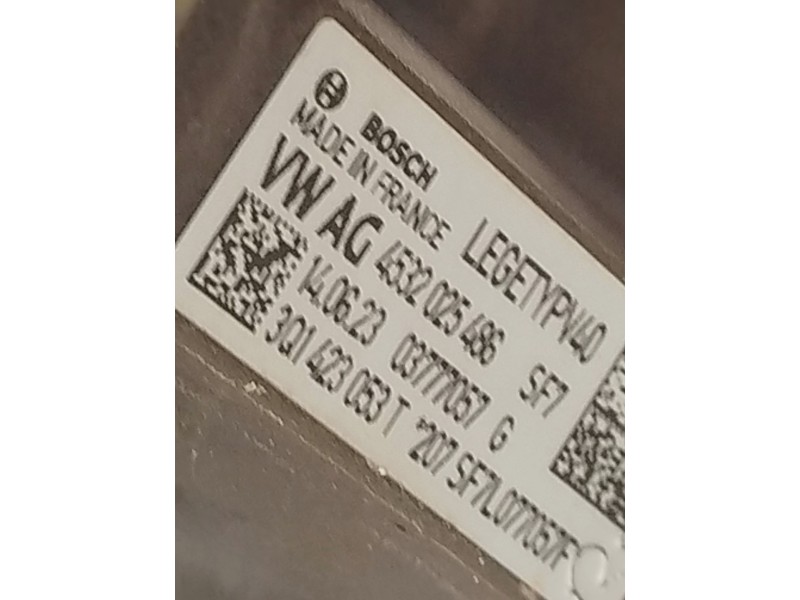 BOSCH
MADE IN FRANCE LEGETYPV40
VW AG 4532 025 486 SF7
14.06.23 03777057 G
3Q1 423 053 T *207 SF7L077057F